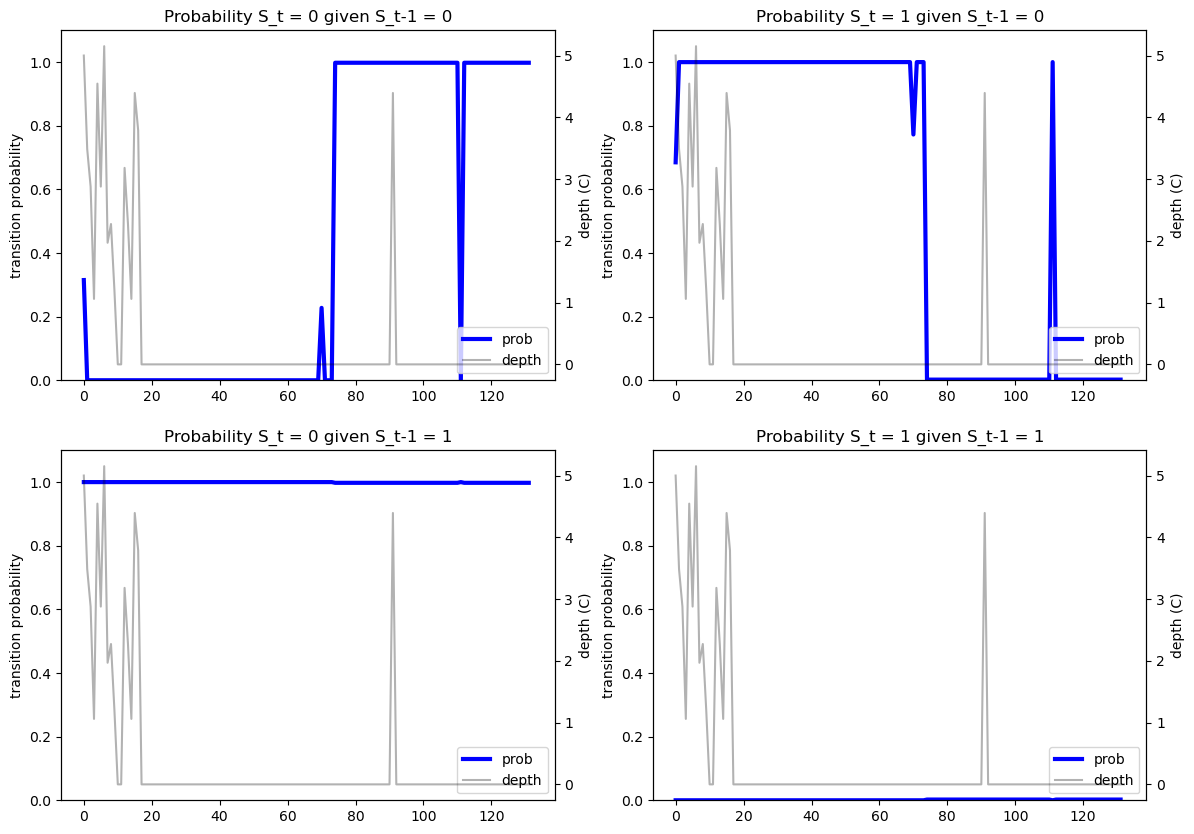 Probability S_t = 0 given S_t-1 = 0
1.0
0.8
0.6
0.4
0.2
0.0
transition probability
5
4
3
2
1
0
depth (C)
prob
depth
0 20 40 60 80 100 120
Probability S_t = 1 given S_t-1 = 0
1.0
0.8
0.6
0.4
0.2
0.0
transition probability
5
4
3
2
1
0
depth (C)
prob
depth
0 20 40 60 80 100 120
Probability S_t = 0 given S_t-1 = 1
1.0
0.8
0.6
0.4
0.2
0.0
transition probability
5
4
3
2
1
0
depth (C)
prob
depth
0 20 40 60 80 100 120
Probability S_t = 1 given S_t-1 = 1
1.0
0.8
0.6
0.4
0.2
0.0
transition probability
5
4
3
2
1
0
depth (C)
prob
depth
0 20 40 60 80 100 120